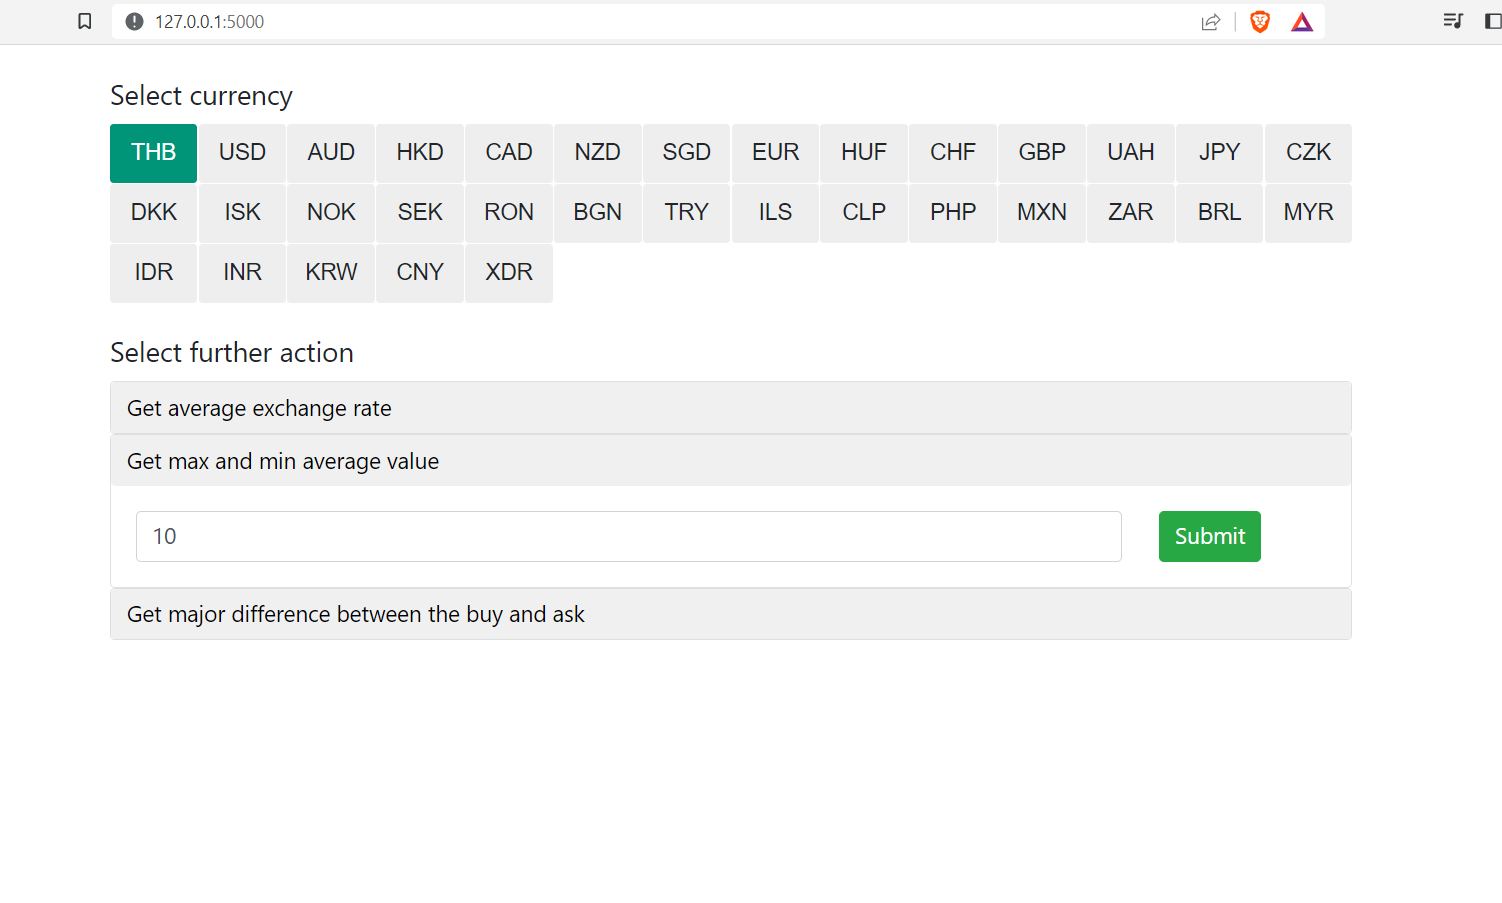 127.0.0.1:5000
Select currency
THB USD AUD HKD CAD NZD SGD EUR HUF CHF GBP UAH JPY CZK
DKK ISK NOK SEK RON BGN TRY ILS CLP PHP MXN ZAR BRL MYR
IDR INR KRW CNY XDR
Select further action
Get average exchange rate
Get max and min average value
10 Submit
Get major difference between the buy and ask